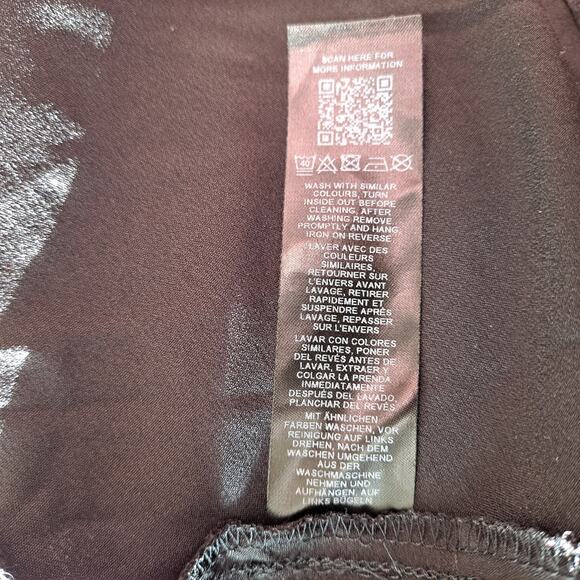 SCAN HERE FOR
MORE INFORMATION
40
WASH WITH SIMILAR
COLOURS, TURN
INSIDE OUT BEFORE
CLEANING, AFTER
WASHING REMOVE
PROMPTLY AND HANG,
IRON ON REVERSE
LAVER AVEC DES
COULEURS
SIMILAIRES,
RETOURNER SUR
L'ENVERS AVANT
LAVAGE, RETIRER
RAPIDEMENT ET
SUSPENDRE APRÈS
LAVAGE, REPASSER
SUR L'ENVERS
LAVAR CON COLORES
SIMILARES, PONER
DEL REVÉS ANTES DE
LAVAR, EXTRAER Y
COLGAR LA PRENDA
INMEDIATAMENTE
DESPUÉS DEL LAVADO,
PLANCHAR DEL REVÉS
MIT ÄHNLICHEN
FARBEN WASCHEN, VOR
REINIGUNG AUF LINKS
DREHEN, NACH DEM
WASCHEN UMGEHEND
AUS DER
WASCHMASCHINE
NEHMEN UND
AUFHÄNGEN, AUF
LINKS BÜGELN